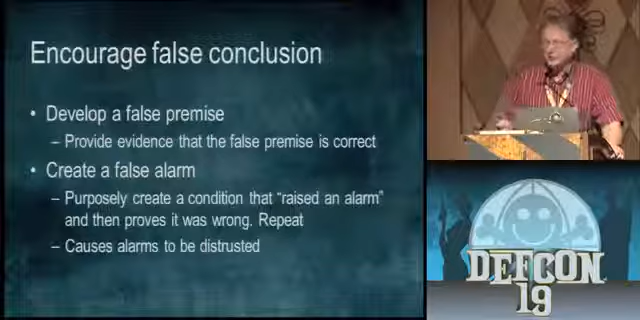 Encourage false conclusion
• Develop a false premise
– Provide evidence that the false premise is correct
• Create a false alarm
– Purposely create a condition that “raised an alarm”
and then proves it was wrong. Repeat
– Causes alarms to be distrusted
DEFCON
19